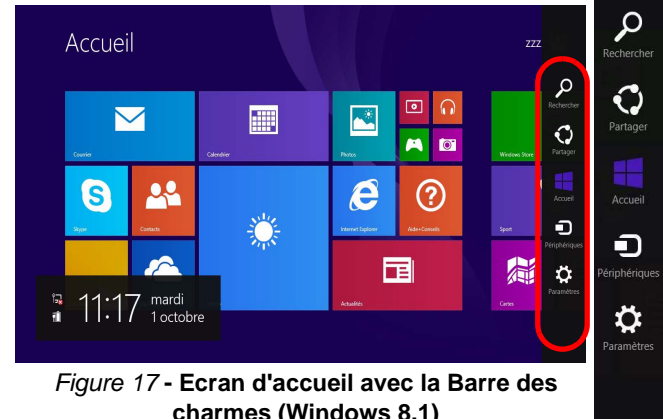 Accueil
zzz
Courrier
Calendrier
Photos
Windows Store
Skype
Contacts
Internet Explorer
Aide+Conseils
Sport
Actualités
Cartes
11:17
mardi
1 octobre
Rechercher
Partager
Accueil
Périphériques
Paramètres
Rechercher
Partager
Accueil
Périphériques
Paramètres
Figure 17 - Ecran d'accueil avec la Barre des
charmes (Windows 8.1)